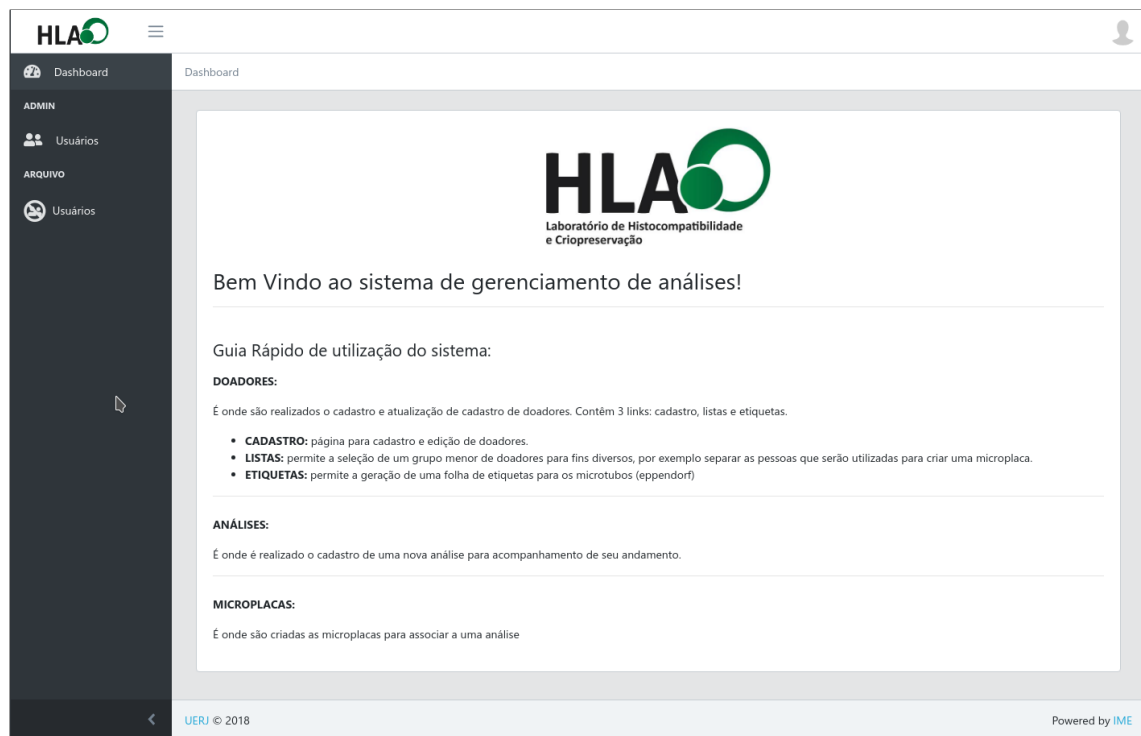 HLA
Dashboard
Dashboard
ADMIN
Usuários
ARQUIVO
Usuários
HLA
Laboratório de Histocompatibilidade
e Criopreservação
Bem Vindo ao sistema de gerenciamento de análises!
Guia Rápido de utilização do sistema:
DOADORES:
É onde são realizados o cadastro e atualização de cadastro de doadores. Contêm 3 links: cadastro, listas e etiquetas.
• CADASTRO: página para cadastro e edição de doadores.
• LISTAS: permite a seleção de um grupo menor de doadores para fins diversos, por exemplo separar as pessoas que serão utilizadas para criar uma microplaca.
• ETIQUETAS: permite a geração de uma folha de etiquetas para os microtubos (eppendorf)
ANÁLISES:
É onde é realizado o cadastro de uma nova análise para acompanhamento de seu andamento.
MICROPLACAS:
É onde são criadas as microplacas para associar a uma análise
UERJ © 2018
Powered by IME